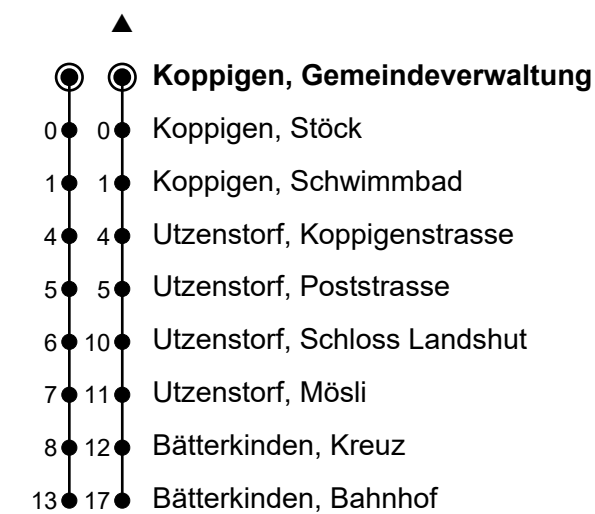 ▲
Koppigen, Gemeindeverwaltung
0 0 Koppigen, Stöck
1 1 Koppigen, Schwimmbad
4 4 Utzenstorf, Koppigenstrasse
5 5 Utzenstorf, Poststrasse
6 10 Utzenstorf, Schloss Landshut
7 11 Utzenstorf, Mösli
8 12 Bätterkinden, Kreuz
13 17 Bätterkinden, Bahnhof